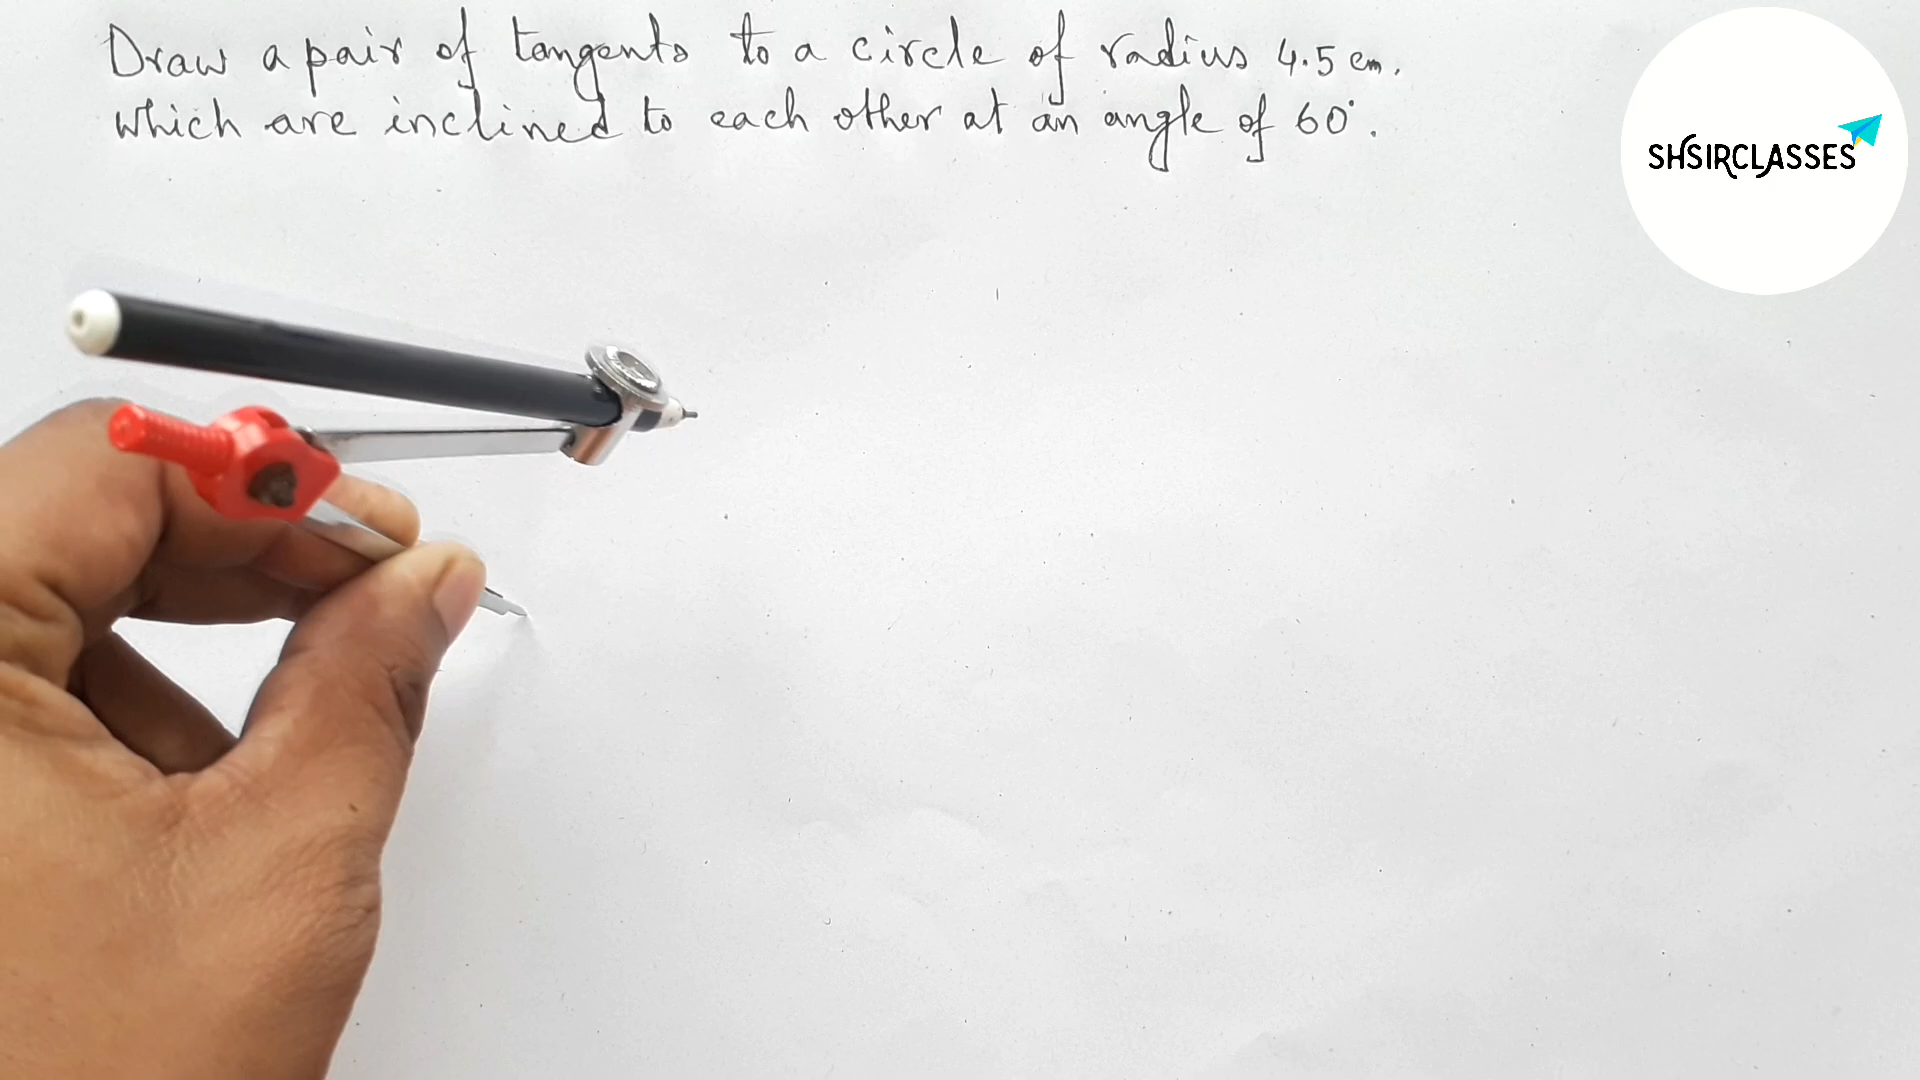 Draw a pair of tangents to a circle of radius 4.5 cm.
which are inclined to each other at an angle of 60°.
SHSIRCLASSES